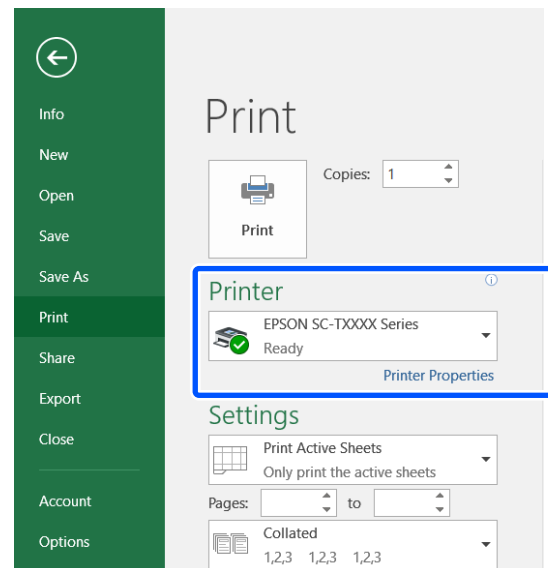 Info
New
Open
Save
Save As
Print
Share
Export
Close
Account
Options
Print
Print
Copies: 1
Printer
EPSON SC-TXXXX Series
Ready
Printer Properties
Settings
Print Active Sheets
Only print the active sheets
Pages: to
Collated
1,2,3 1,2,3 1,2,3